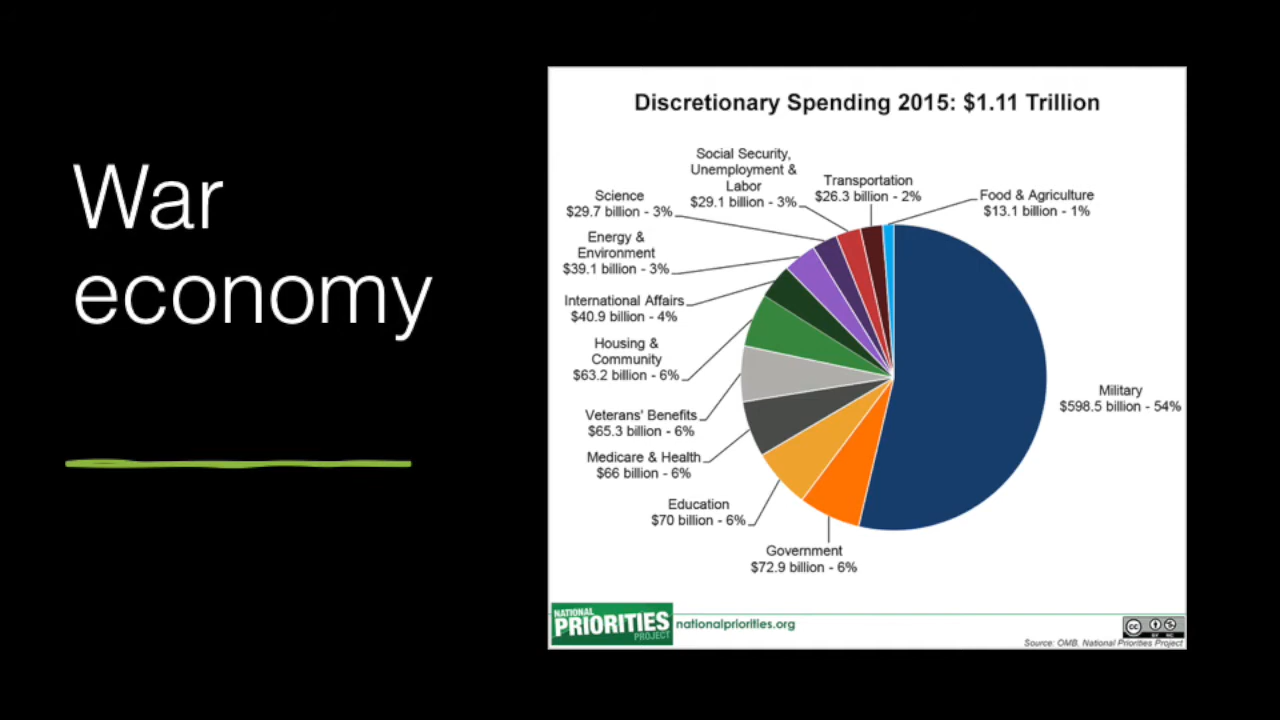 War
economy
Discretionary Spending 2015: $1.11 Trillion
Social Security,
Unemployment &
Labor
$29.1 billion - 3%
Transportation
$26.3 billion - 2%
Food & Agriculture
$13.1 billion - 1%
Science
$29.7 billion - 3%
Energy &
Environment
$39.1 billion - 3%
International Affairs
$40.9 billion - 4%
Housing &
Community
$63.2 billion - 6%
Military
$598.5 billion - 54%
Veterans' Benefits
$65.3 billion - 6%
Medicare & Health
$66 billion - 6%
Education
$70 billion - 6%
Government
$72.9 billion - 6%
NATIONAL
PRIORITIES
PROJECT
nationalpriorities.org
cc
BY NC
Source: OMB, National Priorities Project